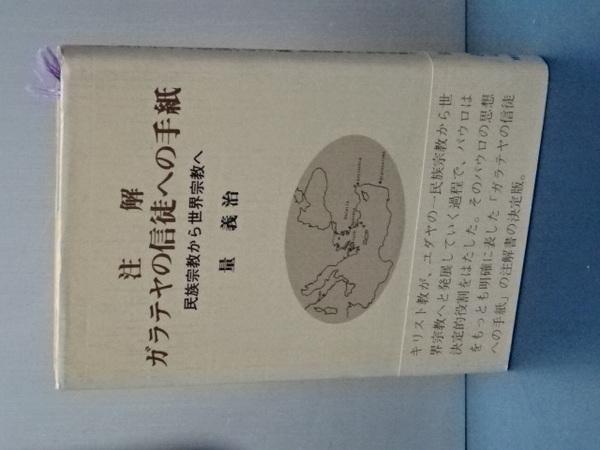 注解
ガラテヤの信徒への手紙
民族宗教から世界宗教へ
量 義治
キリスト教が、ユダヤの一民族宗教から世
界宗教へと発展していく過程で、パウロは
決定的役割をはたした。そのパウロの思想
をもっとも明確に表した「ガラテヤの信徒
への手紙」の注解書の決定版。